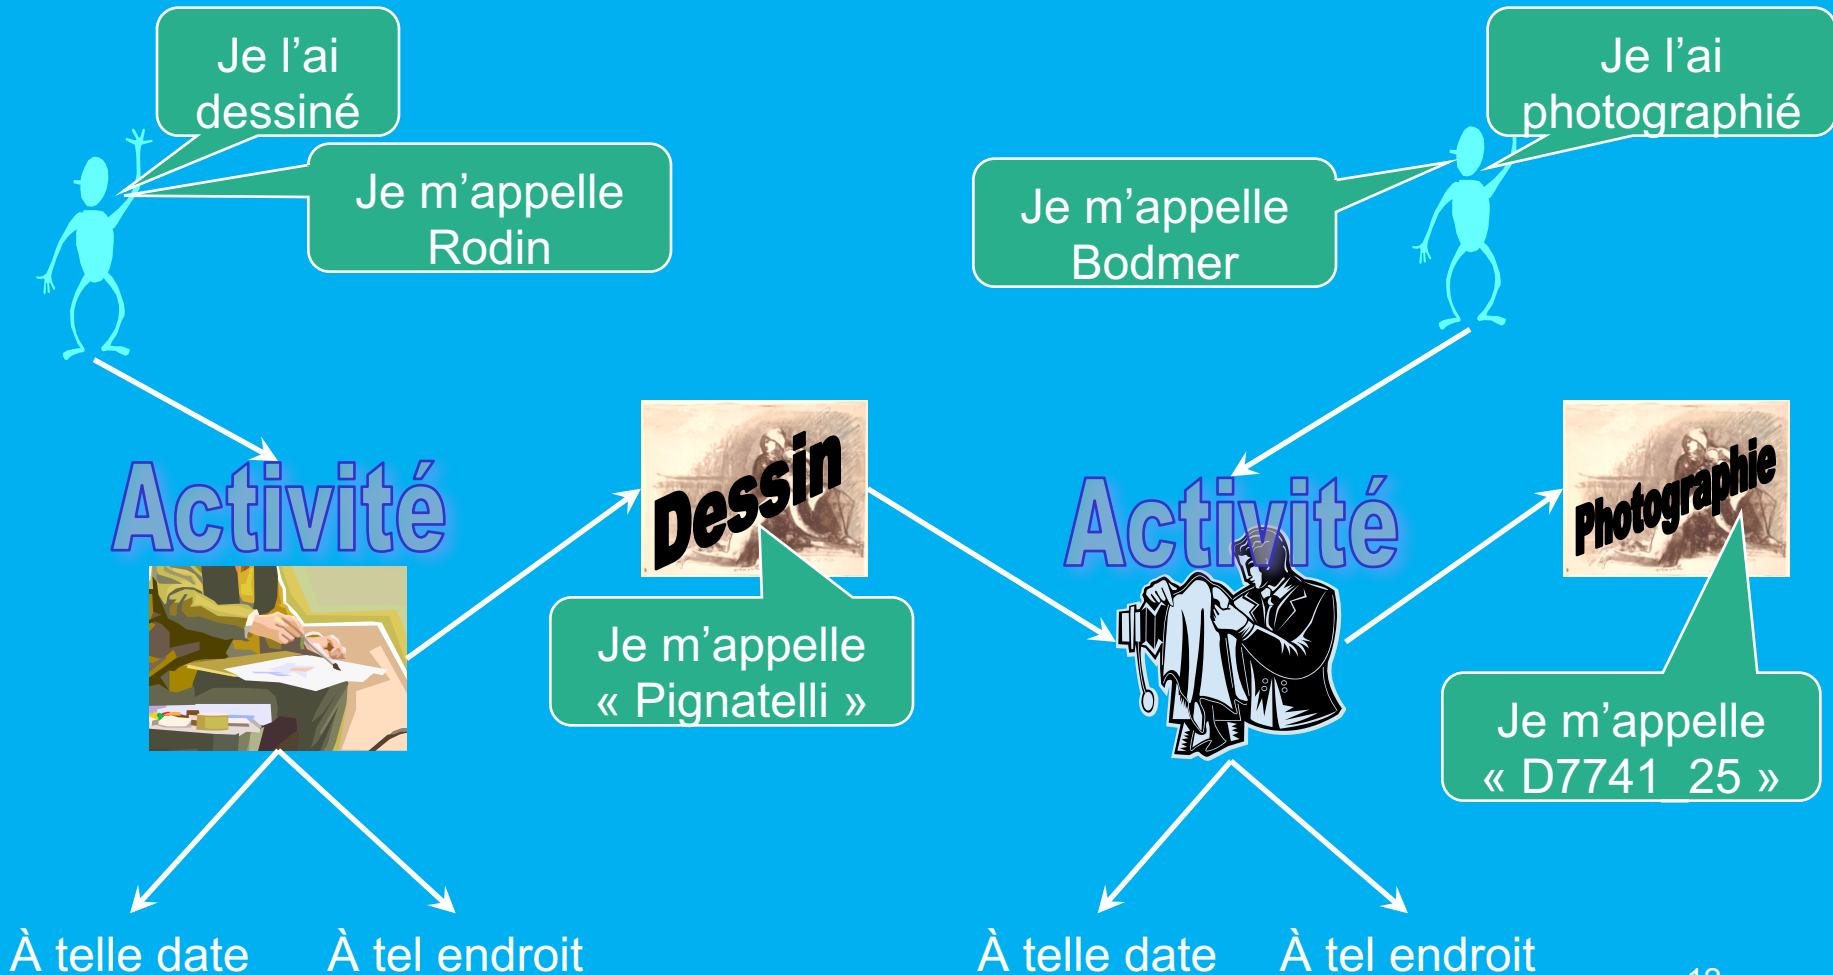 Je l’ai
dessiné
Je m’appelle
Rodin
Je l’ai
photographié
Je m’appelle
Bodmer
Activité
Dessin
Je m’appelle
« Pignatelli »
Activité
Photographie
Je m’appelle
« D7741_25 »
À telle date
À tel endroit
À telle date
À tel endroit